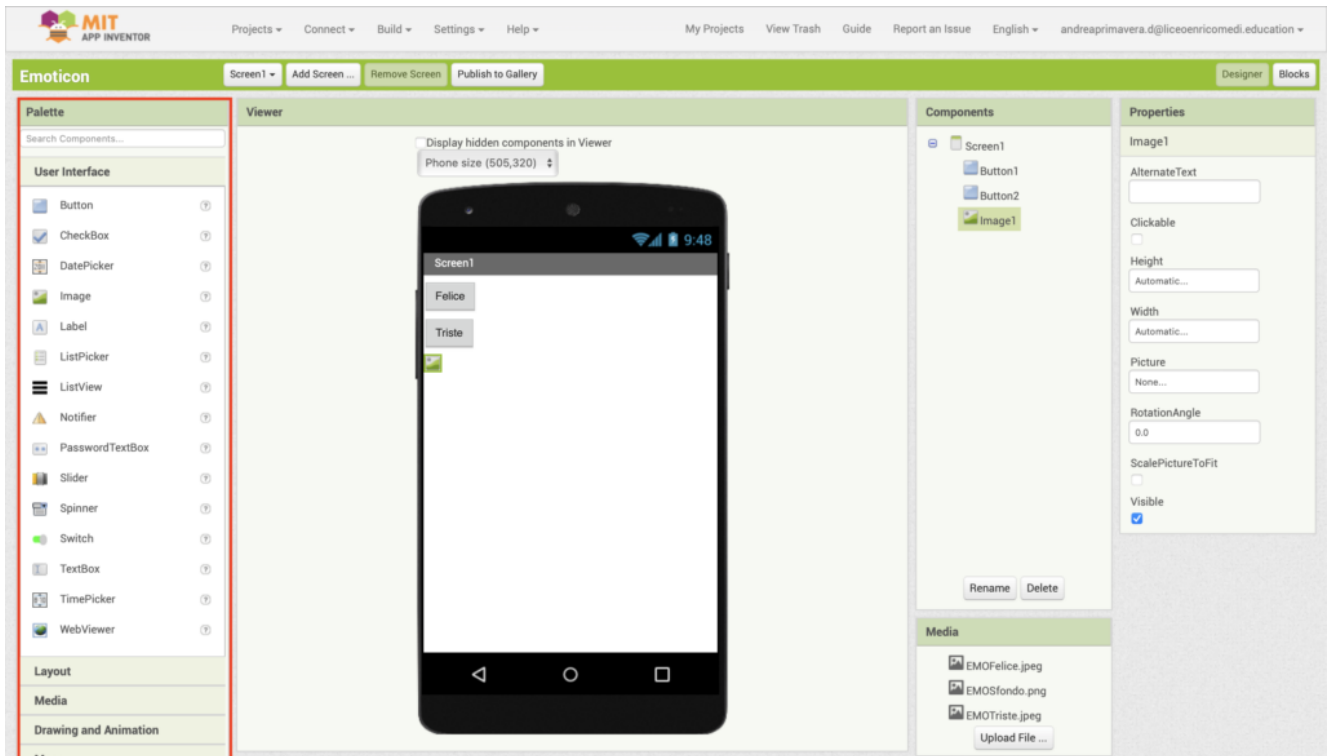 MIT
APP INVENTOR
Projects Connect Build Settings Help My Projects View Trash Guide Report an Issue English andreaprimavera.d@liceoenricomedi.education
Emoticon Screen1 Add Screen ... Remove Screen Publish to Gallery Designer Blocks
Palette
Search Components...
User Interface
Button
CheckBox
DatePicker
Image
Label
ListPicker
ListView
Notifier
PasswordTextBox
Slider
Spinner
Switch
TextBox
TimePicker
WebViewer
Layout
Media
Drawing and Animation
Viewer
Display hidden components in Viewer
Phone size (505,320)
9:48
Screen1
Felice
Triste
Components
Screen1
Button1
Button2
Image1
Rename Delete
Media
EMOFelice.jpeg
EMOSfondo.png
EMOTriste.jpeg
Upload File ...
Properties
Image1
AlternateText
Clickable
Height
Automatic...
Width
Automatic...
Picture
None...
RotationAngle
0.0
ScalePictureToFit
Visible